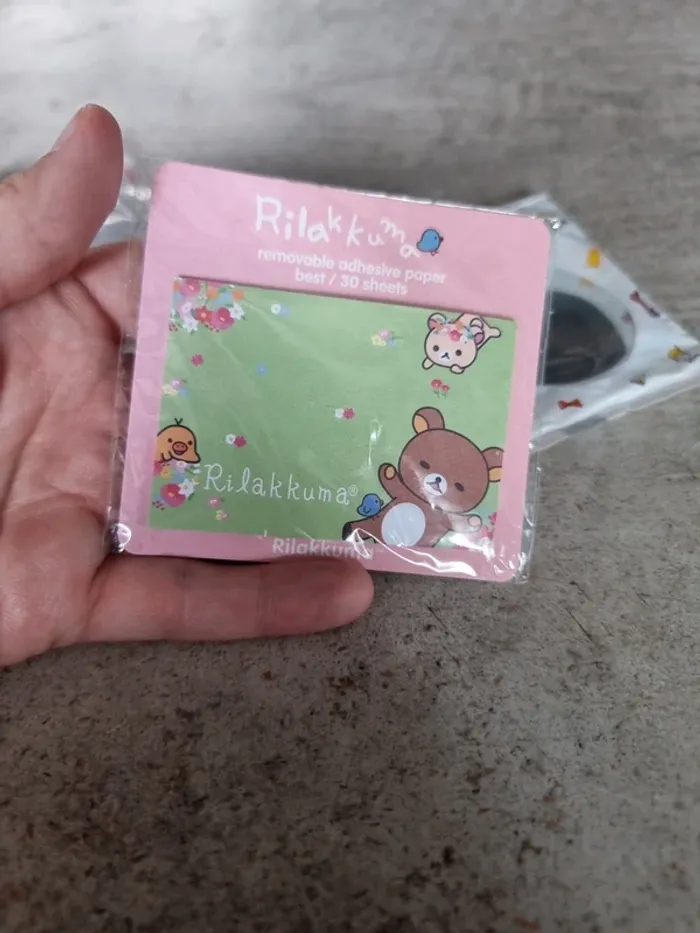 Rilakkuma
removable adhesive paper
best / 30 sheets
Rilakkuma®
Rilakkuma